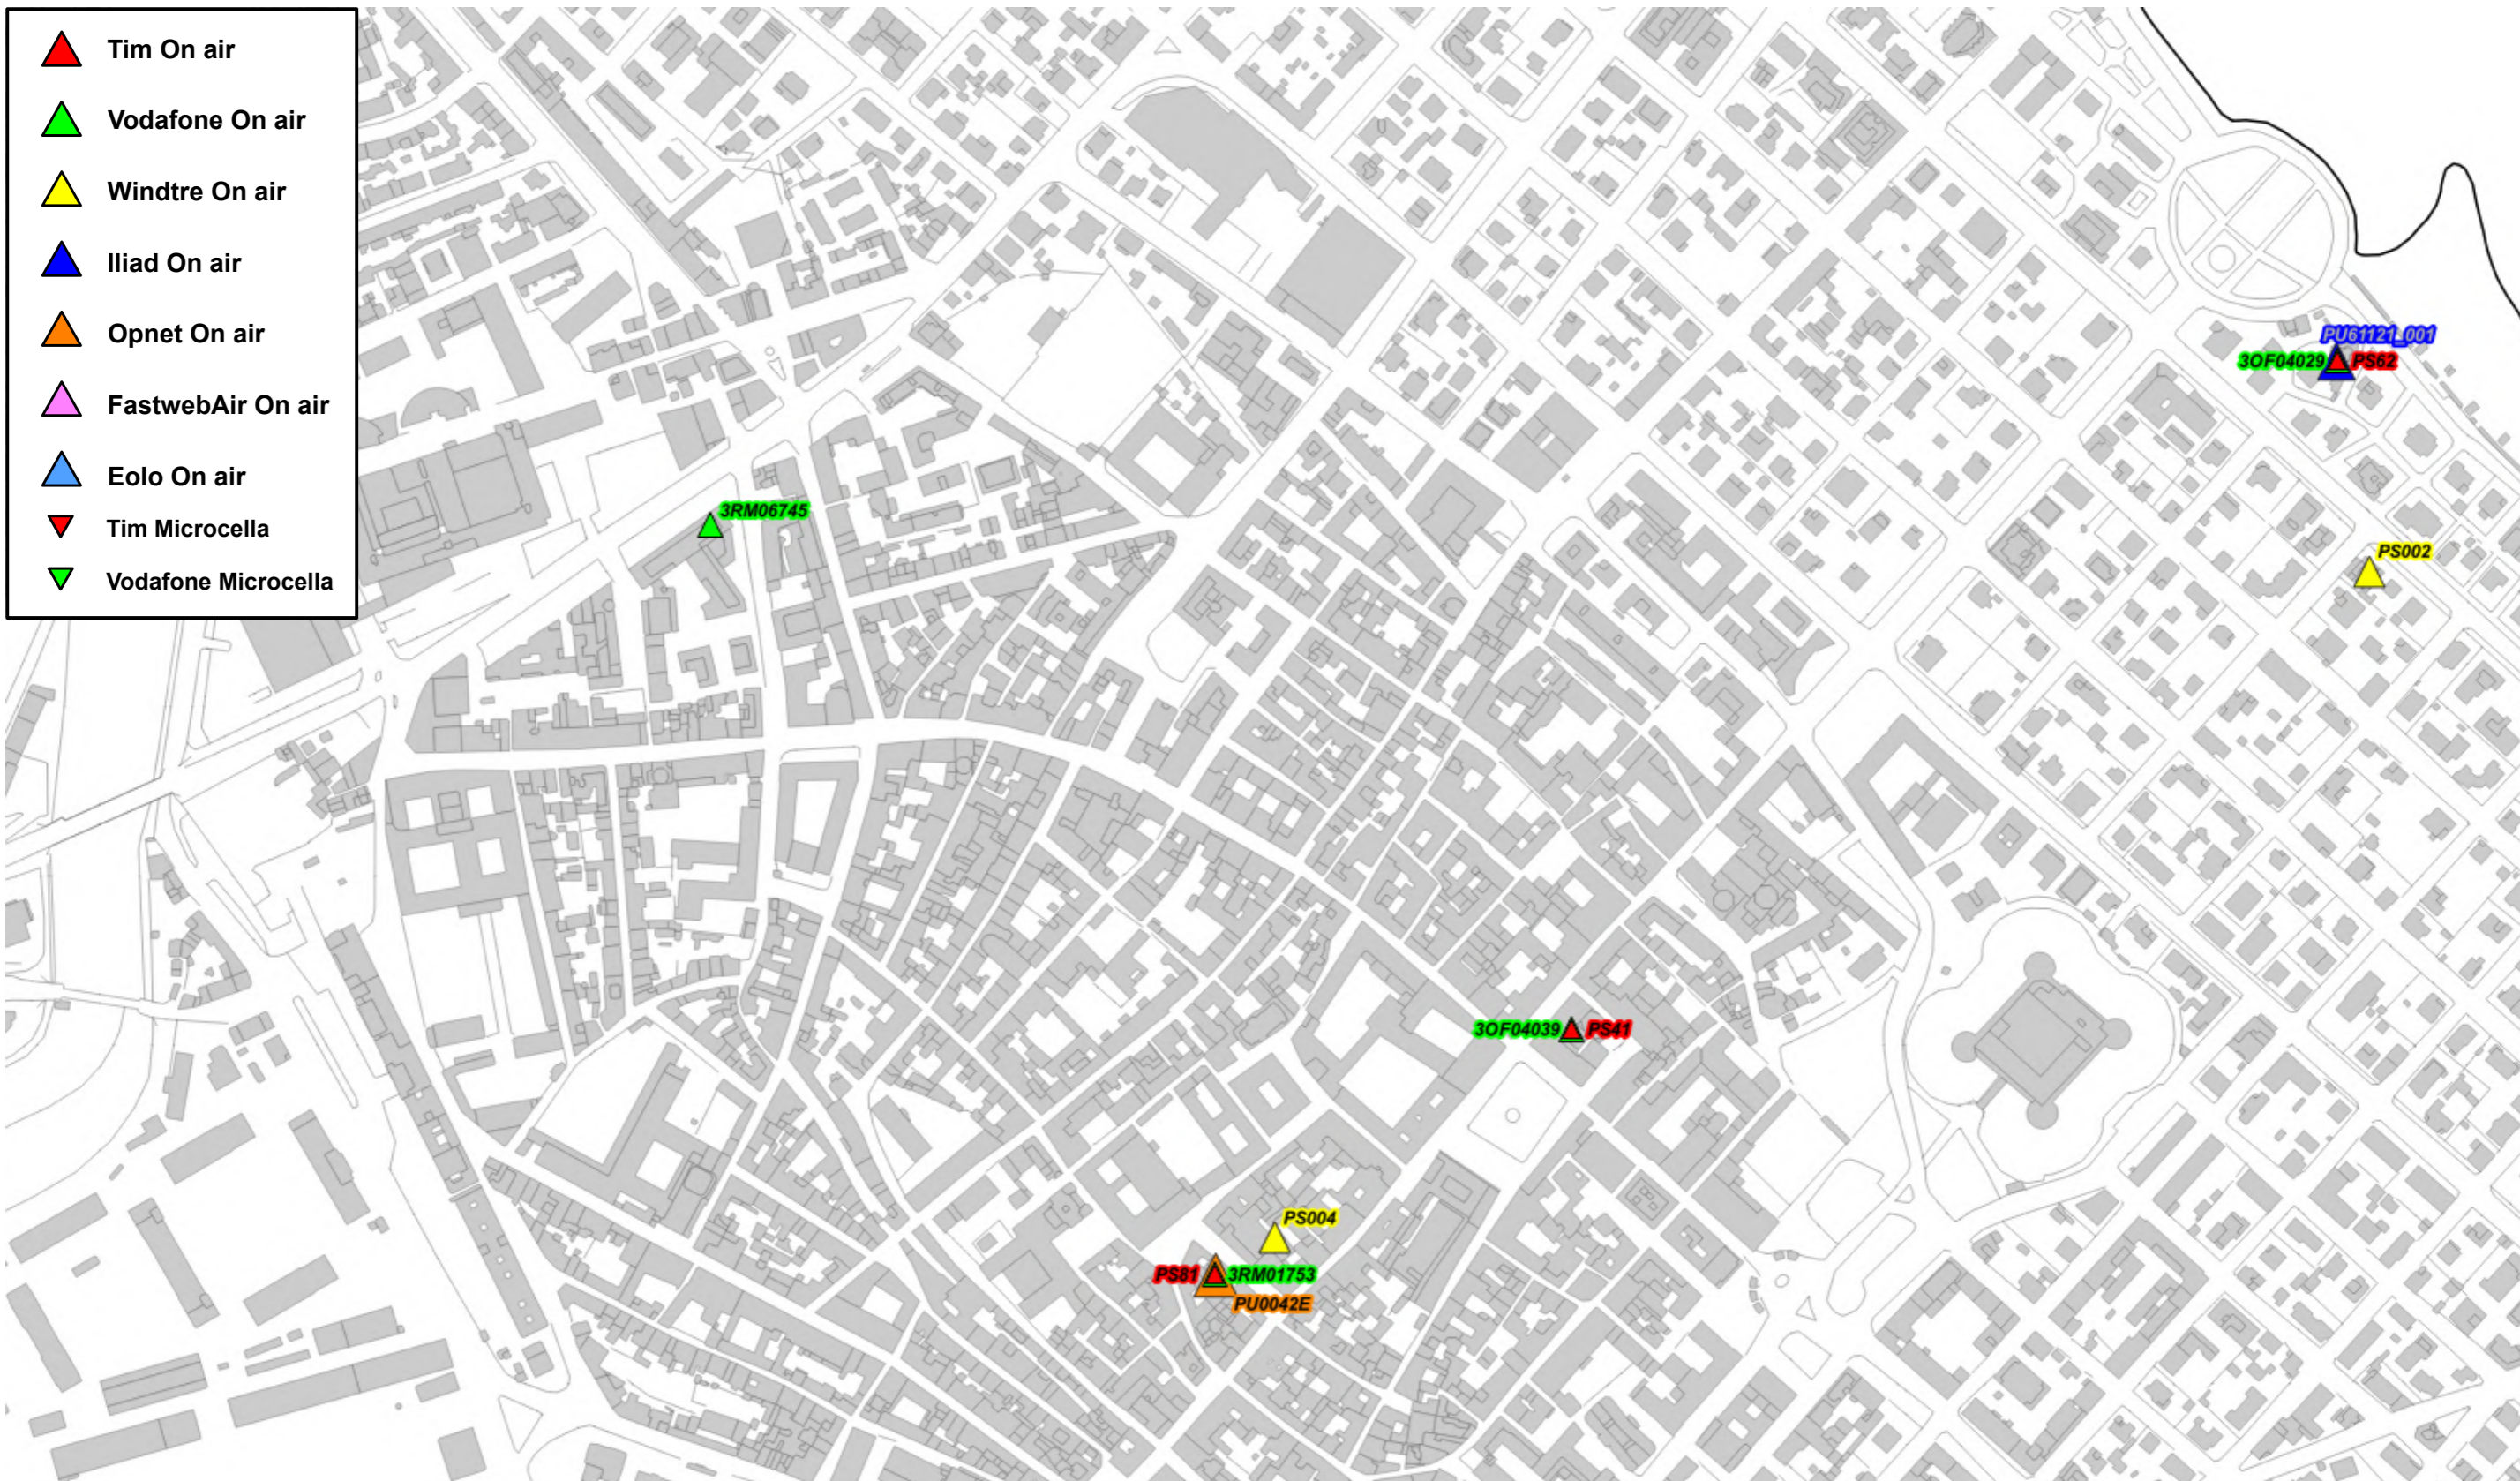 Tim On air
Vodafone On air
Windtre On air
Iliad On air
Opnet On air
FastwebAir On air
Eolo On air
Tim Microcella
Vodafone Microcella
PU61121_001
3OF04029 PS62
3RM06745
PS002
3OF04039 PS41
PS004
PS81 3RM01753
PU0042E